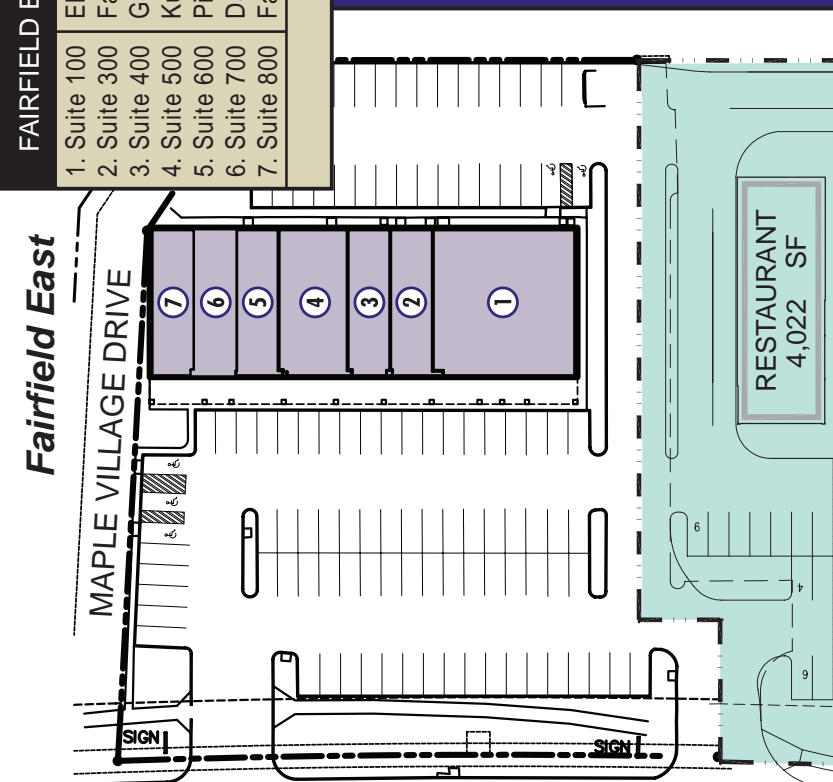 FAIRFIELD
1. Suite 100
2. Suite 300
3. Suite 400
4. Suite 500
5. Suite 600
6. Suite 700
7. Suite 800
Fairfield East
MAPLE VILLAGE DRIVE
7
6
5
4
3
2
1
RESTAURANT
4,022 SF
9
4
9
SIGN
SIGN